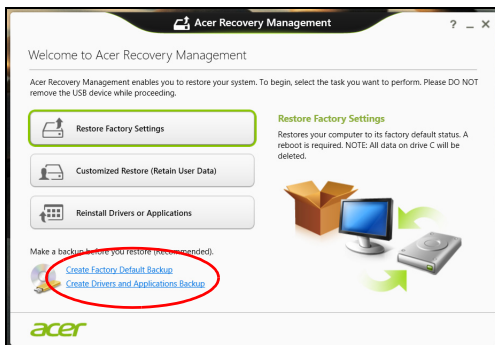 Acer Recovery Management
? _ ×
Welcome to Acer Recovery Management
Acer Recovery Management enables you to restore your system. To begin, select the task you want to perform. Please DO NOT
remove the USB device while proceeding.
Restore Factory Settings
Customized Restore (Retain User Data)
Reinstall Drivers or Applications
Restore Factory Settings
Restores your computer to its factory default status. A
reboot is required. NOTE: All data on drive C will be
deleted.
Make a backup before you restore (Recommended).
Create Factory Default Backup
Create Drivers and Applications Backup
acer